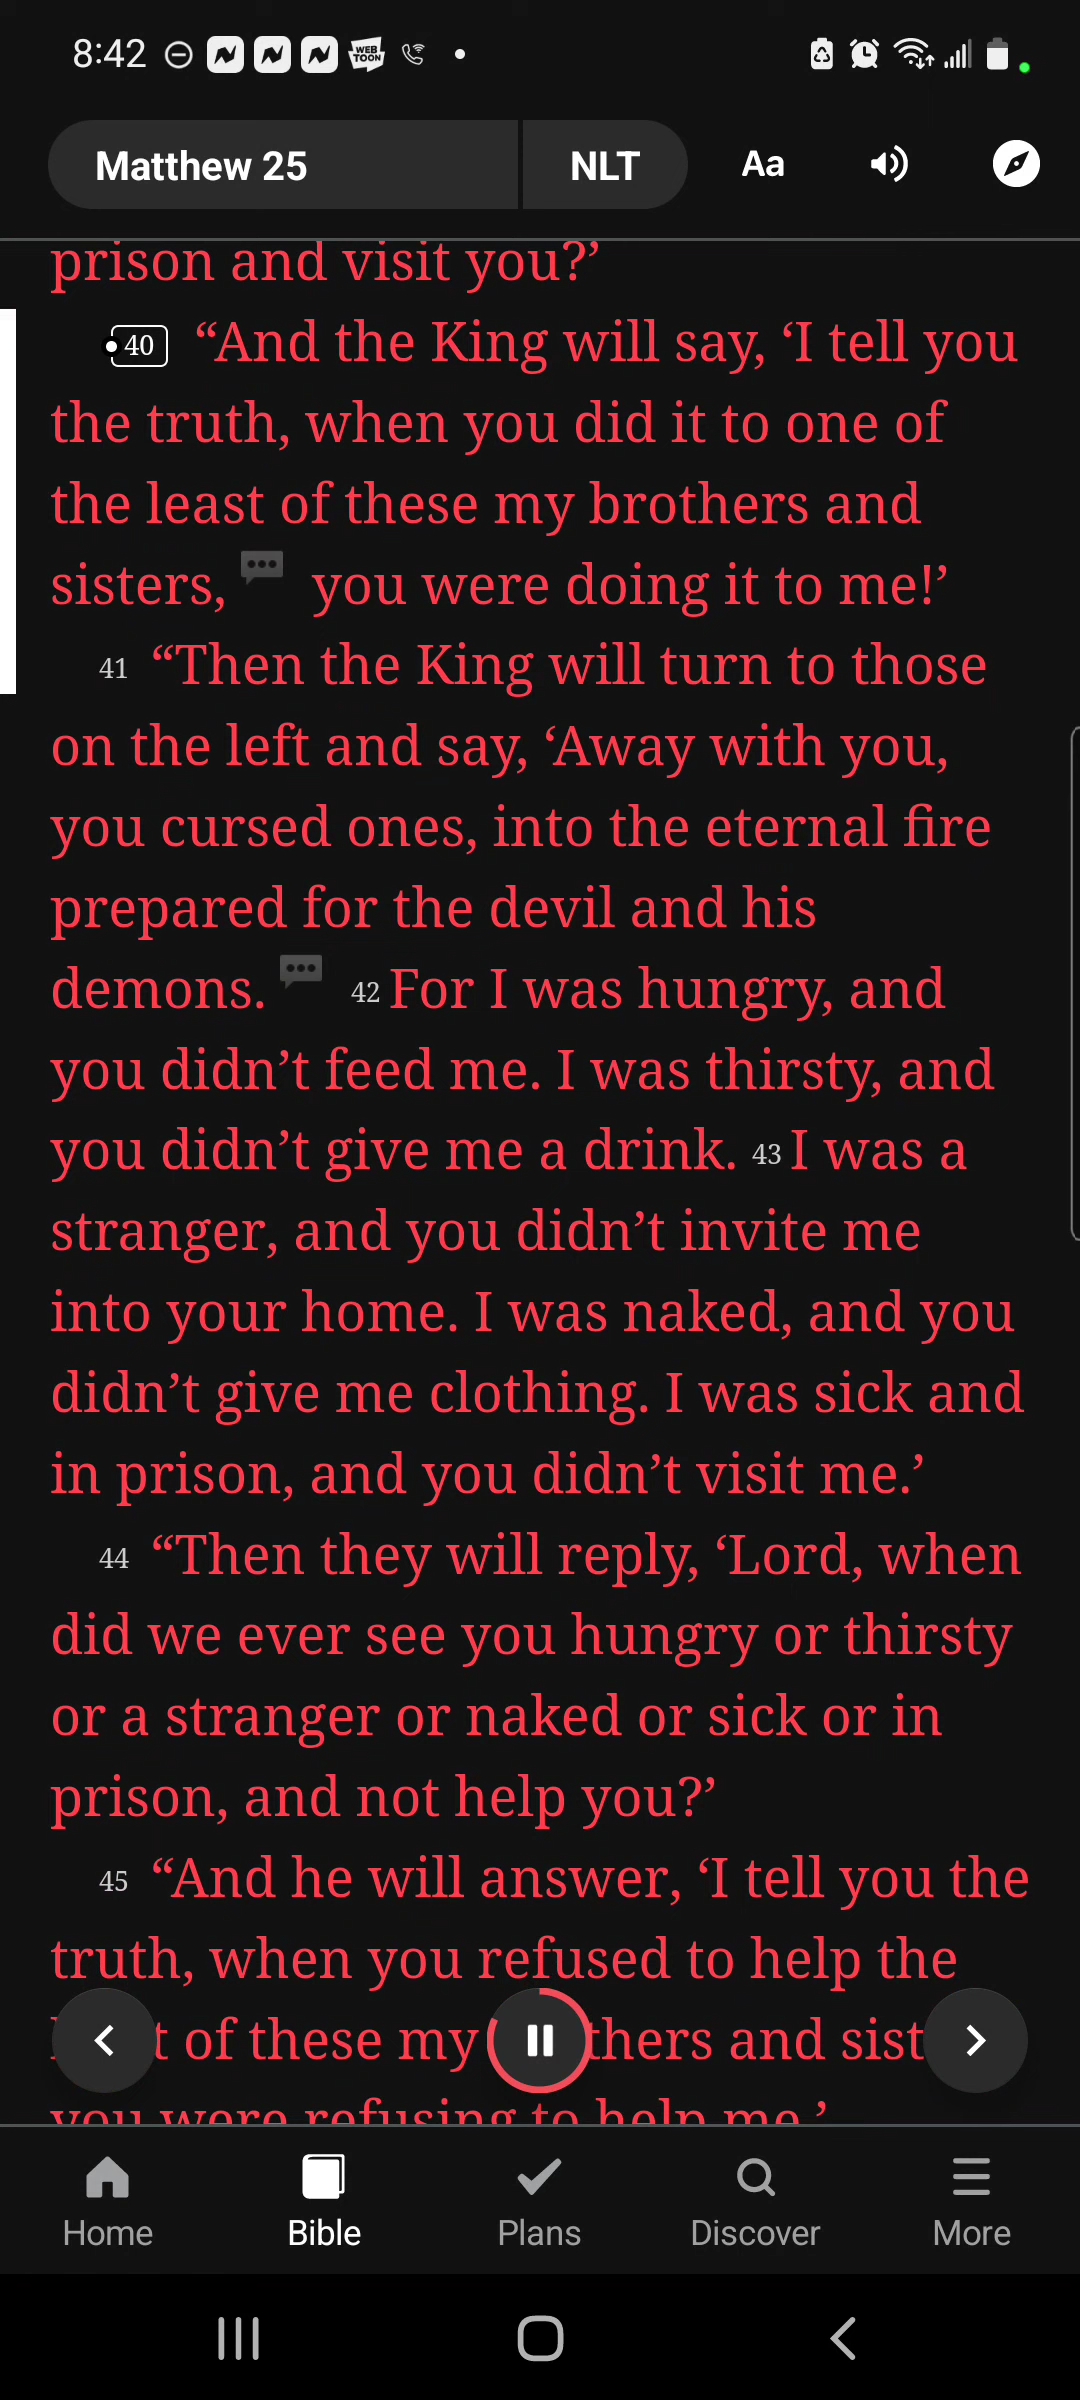 8:42 WEB TOON
Matthew 25 NLT Aa
prison and visit you?’
40 “And the King will say, ‘I tell you
the truth, when you did it to one of
the least of these my brothers and
sisters, you were doing it to me!’
41 “Then the King will turn to those
on the left and say, ‘Away with you,
you cursed ones, into the eternal fire
prepared for the devil and his
demons. 42 For I was hungry, and
you didn’t feed me. I was thirsty, and
you didn’t give me a drink. 43 I was a
stranger, and you didn’t invite me
into your home. I was naked, and you
didn’t give me clothing. I was sick and
in prison, and you didn’t visit me.’
44 “Then they will reply, ‘Lord, when
did we ever see you hungry or thirsty
or a stranger or naked or sick or in
prison, and not help you?’
45 “And he will answer, ‘I tell you the
truth, when you refused to help the
of these my and
you were refusing to help me.’
Home Bible Plans Discover More